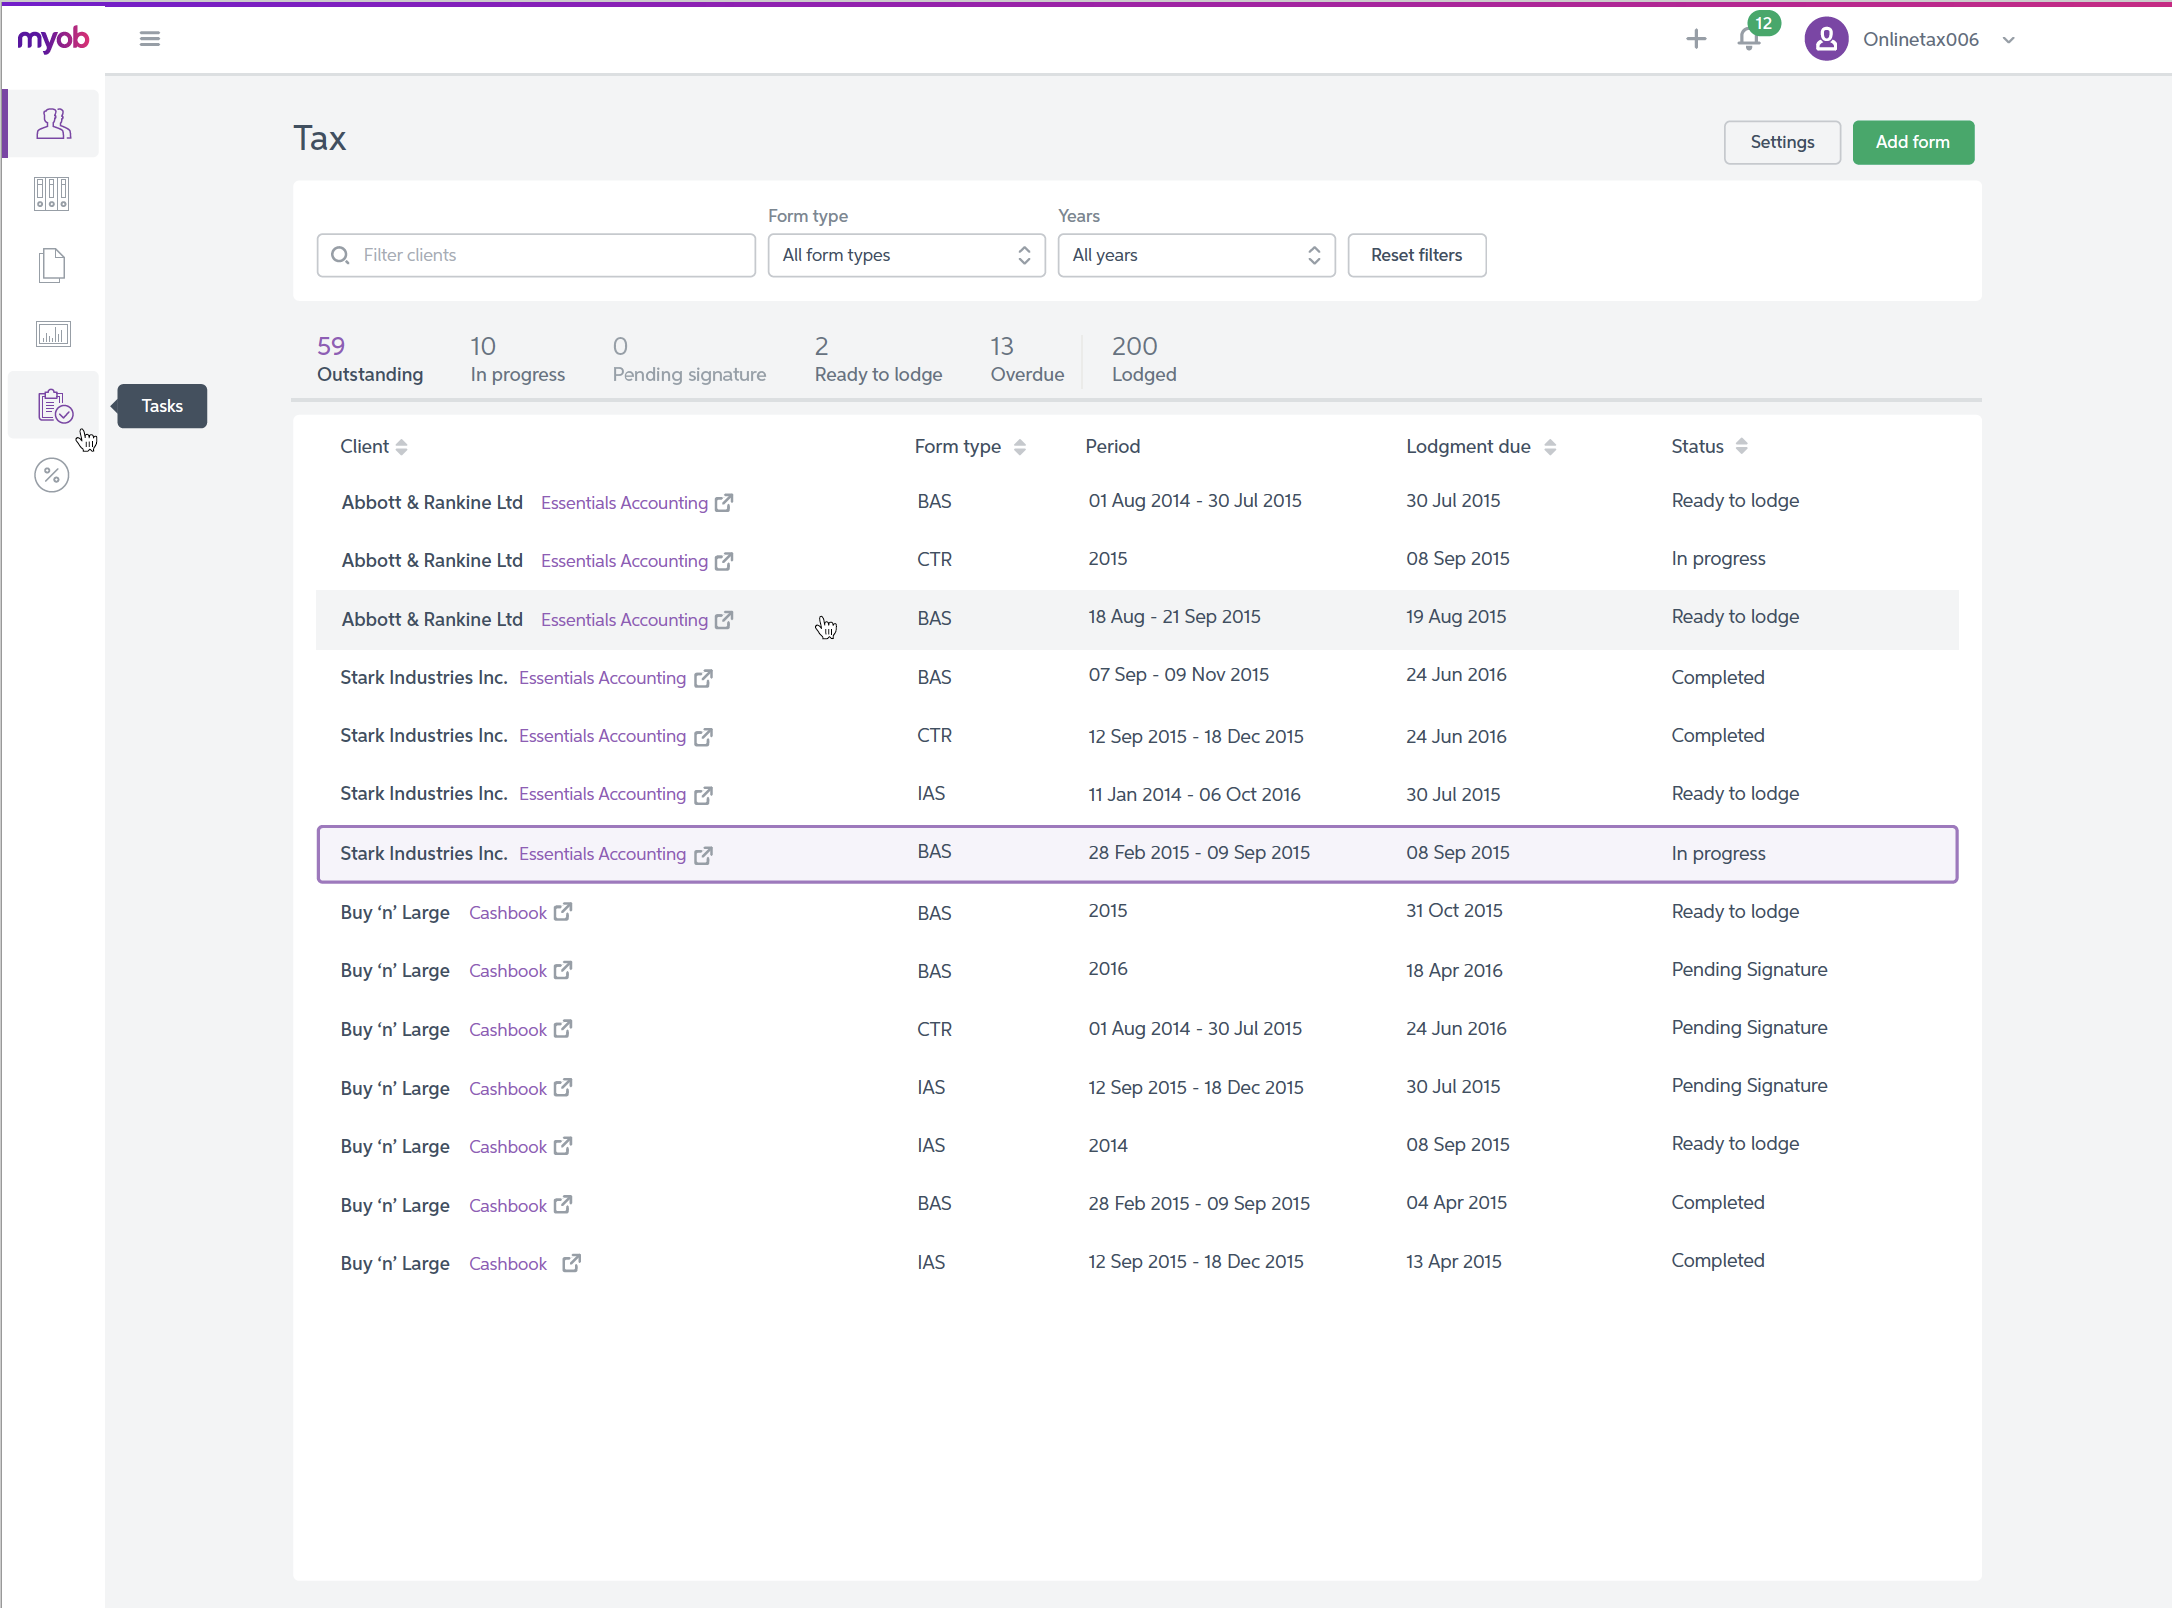 myob
12
Onlinetax006
Tax
Settings
Add form
Form type
Years
Filter clients
All form types
All years
Reset filters
59
10
0
2
13
200
Outstanding
In progress
Pending signature
Ready to lodge
Overdue
Lodged
Tasks
Client Form type Period Lodgment due Status
Abbott & Rankine Ltd Essentials Accounting BAS 01 Aug 2014 - 30 Jul 2015 30 Jul 2015 Ready to lodge
Abbott & Rankine Ltd Essentials Accounting CTR 2015 08 Sep 2015 In progress
Abbott & Rankine Ltd Essentials Accounting BAS 18 Aug - 21 Sep 2015 19 Aug 2015 Ready to lodge
Stark Industries Inc. Essentials Accounting BAS 07 Sep - 09 Nov 2015 24 Jun 2016 Completed
Stark Industries Inc. Essentials Accounting CTR 12 Sep 2015 - 18 Dec 2015 24 Jun 2016 Completed
Stark Industries Inc. Essentials Accounting IAS 11 Jan 2014 - 06 Oct 2016 30 Jul 2015 Ready to lodge
Stark Industries Inc. Essentials Accounting BAS 28 Feb 2015 - 09 Sep 2015 08 Sep 2015 In progress
Buy ‘n’ Large Cashbook BAS 2015 31 Oct 2015 Ready to lodge
Buy ‘n’ Large Cashbook BAS 2016 18 Apr 2016 Pending Signature
Buy ‘n’ Large Cashbook CTR 01 Aug 2014 - 30 Jul 2015 24 Jun 2016 Pending Signature
Buy ‘n’ Large Cashbook IAS 12 Sep 2015 - 18 Dec 2015 30 Jul 2015 Pending Signature
Buy ‘n’ Large Cashbook IAS 2014 08 Sep 2015 Ready to lodge
Buy ‘n’ Large Cashbook BAS 28 Feb 2015 - 09 Sep 2015 04 Apr 2015 Completed
Buy ‘n’ Large Cashbook IAS 12 Sep 2015 - 18 Dec 2015 13 Apr 2015 Completed